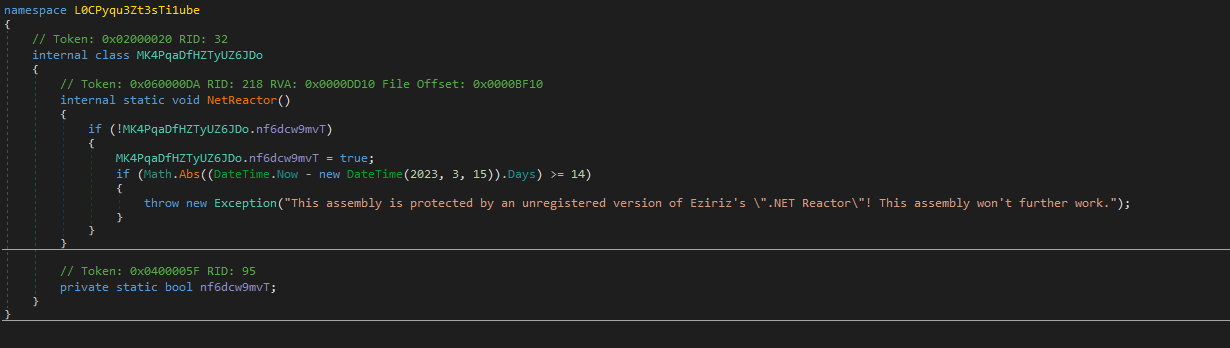 namespace L0CPyqu3Zt3sTi1ube
{
// Token: 0x02000020 RID: 32
internal class MK4PqaDfHZTyUZ6JDo
{
// Token: 0x060000DA RID: 218 RVA: 0x0000DD10 File Offset: 0x0000BF10
internal static void NetReactor()
{
if (!MK4PqaDfHZTyUZ6JDo.nf6dcw9mvT)
{
MK4PqaDfHZTyUZ6JDo.nf6dcw9mvT = true;
if (Math.Abs((DateTime.Now - new DateTime(2023, 3, 15)).Days) >= 14)
{
throw new Exception("This assembly is protected by an unregistered version of Eziriz's \".NET Reactor\"! This assembly won't further work.");
}
}
}
// Token: 0x0400005F RID: 95
private static bool nf6dcw9mvT;
}
}